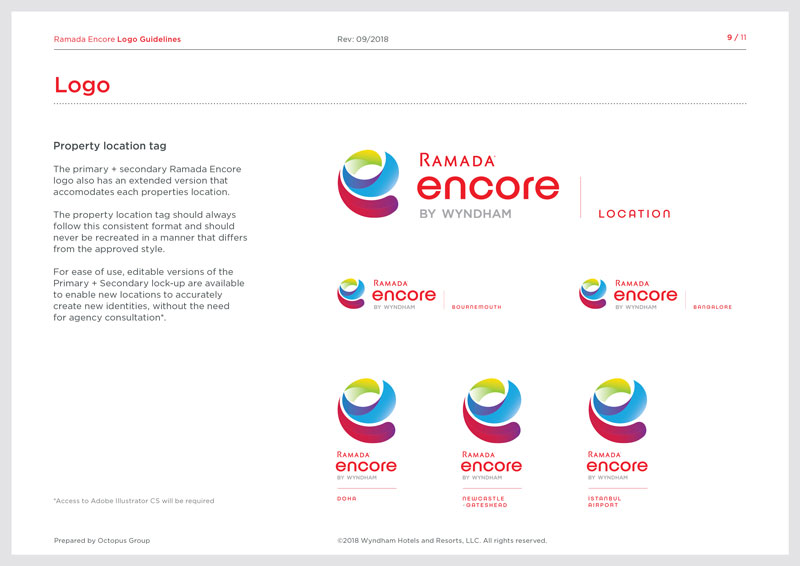 Ramada Encore Logo Guidelines
Rev: 09/2018
9 / 11
Logo
Property location tag
The primary + secondary Ramada Encore
logo also has an extended version that
accomodates each properties location.
The property location tag should always
follow this consistent format and should
never be recreated in a manner that differs
from the approved style.
For ease of use, editable versions of the
Primary + Secondary lock-up are available
to enable new locations to accurately
create new identities, without the need
for agency consultation*.
*Access to Adobe Illustrator CS will be required
RAMADA
encore
BY WYNDHAM
LOCATION
RAMADA
encore
BY WYNDHAM
BOURNEMOUTH
RAMADA
encore
BY WYNDHAM
BANGALORE
RAMADA
encore
BY WYNDHAM
DOHA
RAMADA
encore
BY WYNDHAM
NEWCASTLE
-GATESHEAD
RAMADA
encore
BY WYNDHAM
ISTANBUL
AIRPORT
Prepared by Octopus Group
©2018 Wyndham Hotels and Resorts, LLC. All rights reserved.